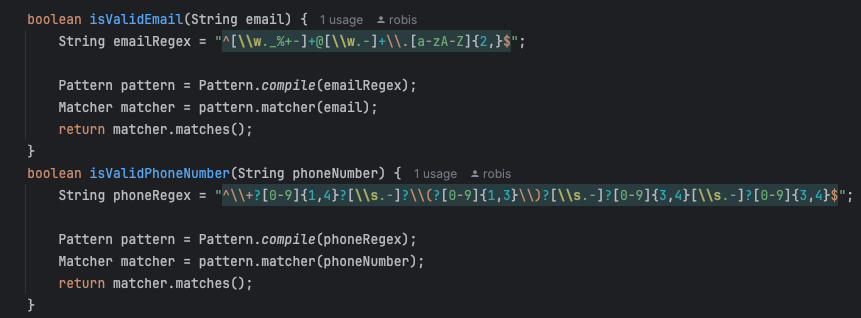 boolean isValidEmail(String email) { 1 usage robis
String emailRegex = "^[\\w._%+-]+@[\\w.-]+\\.[a-zA-Z]{2,}$";
Pattern pattern = Pattern.compile(emailRegex);
Matcher matcher = pattern.matcher(email);
return matcher.matches();
}
boolean isValidPhoneNumber(String phoneNumber) { 1 usage robis
String phoneRegex = "^\\+?[0-9]{1,4}?[\\s.-]?\\(?[0-9]{1,3}\\)?[\\s.-]?[0-9]{3,4}[\\s.-]?[0-9]{3,4}$";
Pattern pattern = Pattern.compile(phoneRegex);
Matcher matcher = pattern.matcher(phoneNumber);
return matcher.matches();
}